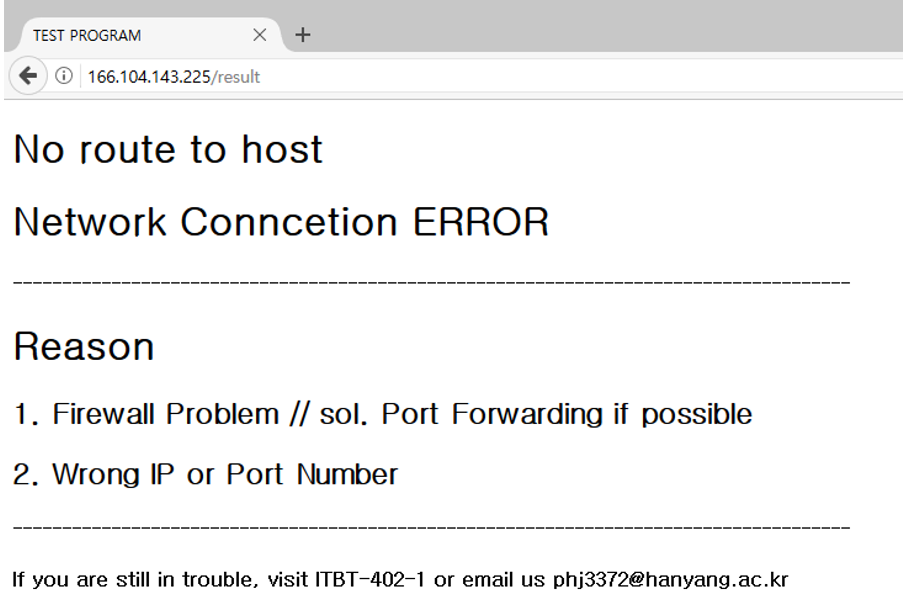 TEST PROGRAM
166.104.143.225/result
No route to host
Network Conncetion ERROR
--------------------------------------------------------------------------------------
Reason
1. Firewall Problem // sol. Port Forwarding if possible
2. Wrong IP or Port Number
--------------------------------------------------------------------------------------
If you are still in trouble, visit ITBT-402-1 or email us phj3372@hanyang.ac.kr